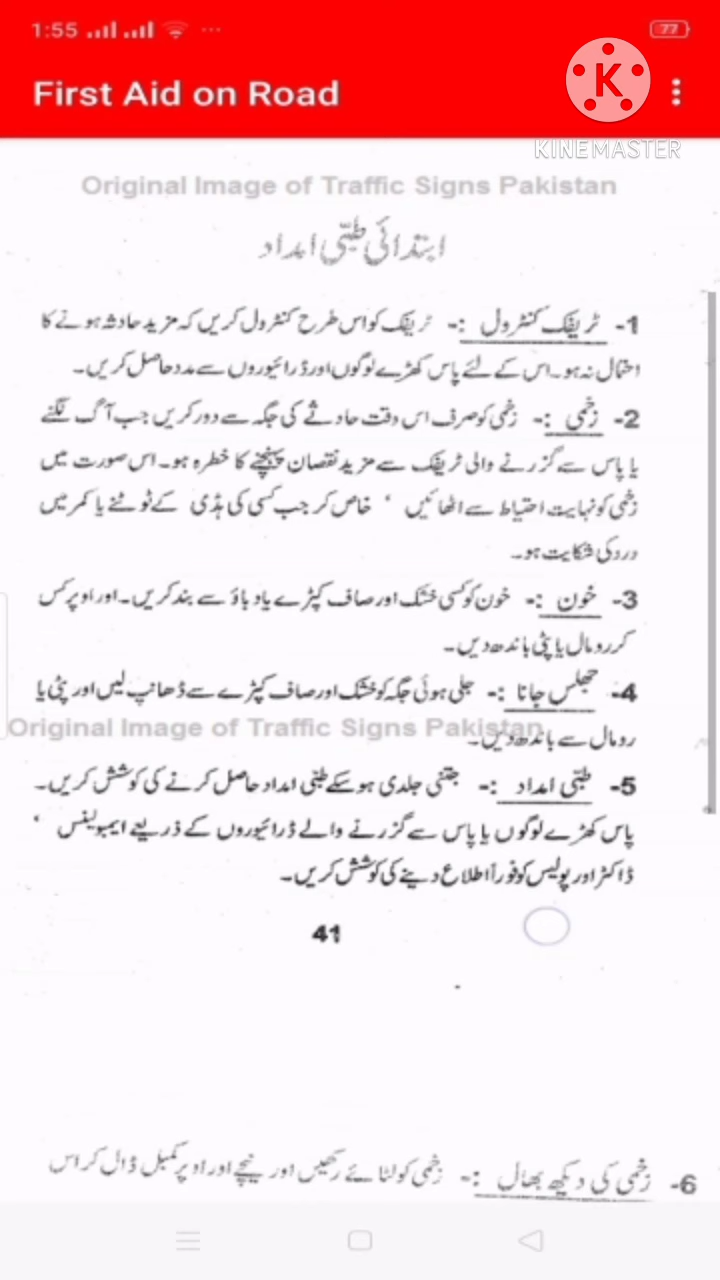 1:55
77
First Aid on Road
K
KINEMASTER
Original Image of Traffic Signs Pakistan
ابتدائی طبّی امداد
1- ٹریفک کنٹرول :- ٹریفک کو اس طرح کنٹرول کریں کہ مزید حادثہ ہونے کا
احتمال نہ ہو۔ اس کے لئے پاس کھڑے لوگوں اور ڈرائیوروں سے مدد حاصل کریں۔
2- زخمی :- زخمی کو صرف اس وقت حادثے کی جگہ سے دور کریں جب آگ لگنے
یا پاس سے گزرنے والی ٹریفک سے مزید نقصان پہنچنے کا خطرہ ہو۔ اس صورت میں
زخمی کو نہایت احتیاط سے اٹھائیں ‘ خاص کر جب کسی کی ہڈی کے ٹوٹنے یا کمر میں
درد کی شکایت ہو۔
3- خون :- خون کو کسی خشک اور صاف کپڑے یا دباؤ سے بند کریں۔ اور اوپر کس
کر رومال یا پٹی باندھ دیں۔
4- جھلس جانا :- جلی ہوئی جگہ کو خشک اور صاف کپڑے سے ڈھانپ لیں اور پٹی یا
Original Image of Traffic Signs Pakistan
رومال سے باندھ دیں۔
5- طبّی امداد :- جتنی جلدی ہو سکے طبّی امداد حاصل کرنے کی کوشش کریں۔
پاس کھڑے لوگوں یا پاس سے گزرنے والے ڈرائیوروں کے ذریعے ایمبولینس ‘
ڈاکٹر اور پولیس کو فوراً اطلاع دینے کی کوشش کریں۔
41
6- زخمی کی دیکھ بھال :- زخمی کو لٹائے رکھیں اور نیچے اور اوپر کمبل ڈال کر اس